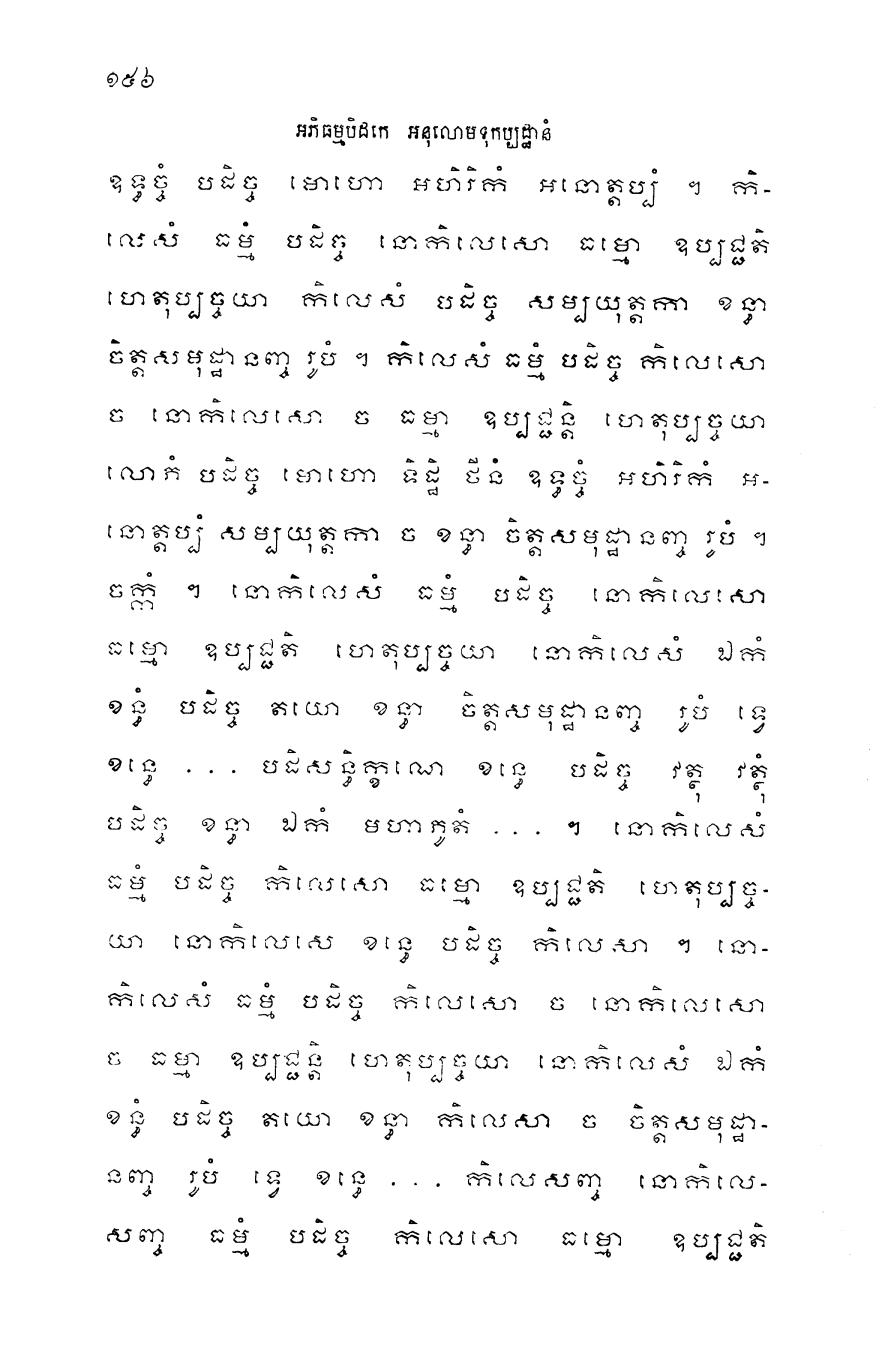 ១៥៦
អភិធម្មបិដកេ អនុលោមទុកប្បដ្ឋានំ
ឧទ្ធច្ចំ បដិច្ច មោហោ អហិរិកំ អនោត្តប្បំ ។ កិ-
លេសំ ធម្មំ បដិច្ច នោកិលេសោ ធម្មោ ឧប្បជ្ជតិ
ហេតុប្បច្ចយា កិលេសំ បដិច្ច សម្បយុត្តកា ខន្ធា
ចិត្តសមុដ្ឋានញ្ច រូបំ ។ កិលេសំ ធម្មំ បដិច្ច កិលេសោ
ច នោកិលេសោ ច ធម្មា ឧប្បជ្ជន្តិ ហេតុប្បច្ចយា
លោភំ បដិច្ច មោហោ ទិដ្ឋិ ថីនំ ឧទ្ធច្ចំ អហិរិកំ អ-
នោត្តប្បំ សម្បយុត្តកា ច ខន្ធា ចិត្តសមុដ្ឋានញ្ច រូបំ ។
ចក្កំ ។ នោកិលេសំ ធម្មំ បដិច្ច នោកិលេសោ
ធម្មោ ឧប្បជ្ជតិ ហេតុប្បច្ចយា នោកិលេសំ ឯកំ
ខន្ធំ បដិច្ច តយោ ខន្ធា ចិត្តសមុដ្ឋានញ្ច រូបំ ទ្វេ
ខន្ធេ ... បដិសន្ធិក្ខណេ ខន្ធេ បដិច្ច វត្ថុ វត្ថុំ
បដិច្ច ខន្ធា ឯកំ មហាភូតំ ... ។ នោកិលេសំ
ធម្មំ បដិច្ច កិលេសោ ធម្មោ ឧប្បជ្ជតិ ហេតុប្បច្ច-
យា នោកិលេសេ ខន្ធេ បដិច្ច កិលេសា ។ នោ-
កិលេសំ ធម្មំ បដិច្ច កិលេសោ ច នោកិលេសោ
ច ធម្មា ឧប្បជ្ជន្តិ ហេតុប្បច្ចយា នោកិលេសំ ឯកំ
ខន្ធំ បដិច្ច តយោ ខន្ធា កិលេសា ច ចិត្តសមុដ្ឋា-
នញ្ច រូបំ ទ្វេ ខន្ធេ ... កិលេសញ្ច នោកិលេ-
សញ្ច ធម្មំ បដិច្ច កិលេសោ ធម្មោ ឧប្បជ្ជតិ